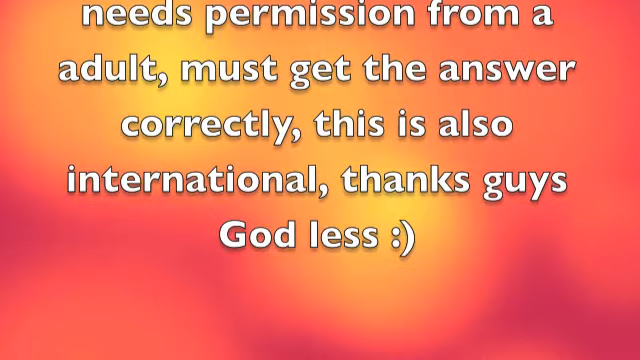 needs permission from a
adult, must get the answer
correctly, this is also
international, thanks guys
God less :)